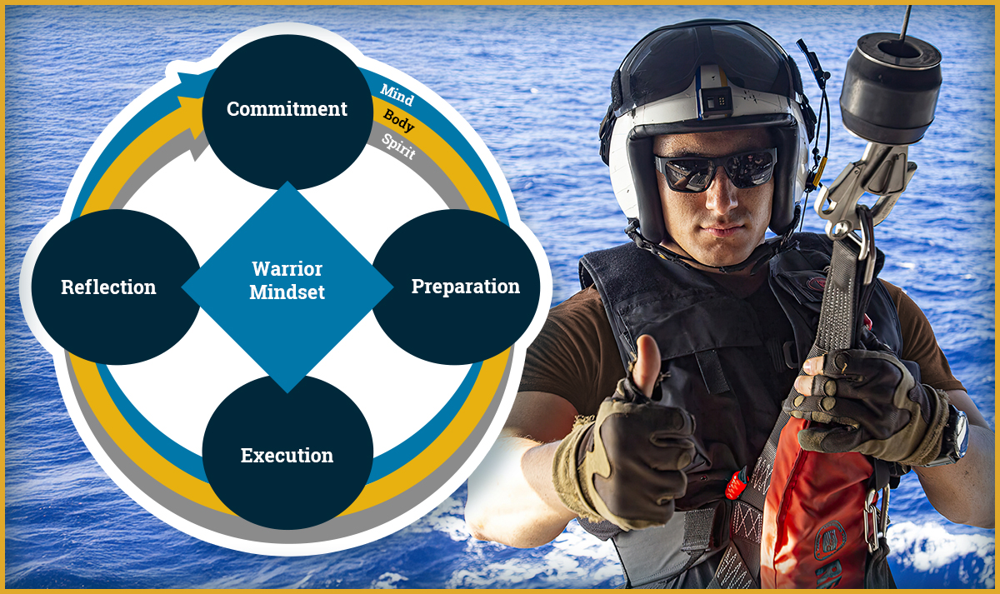 Commitment
Mind
Body
Spirit
Reflection
Warrior
Mindset
Preparation
Execution